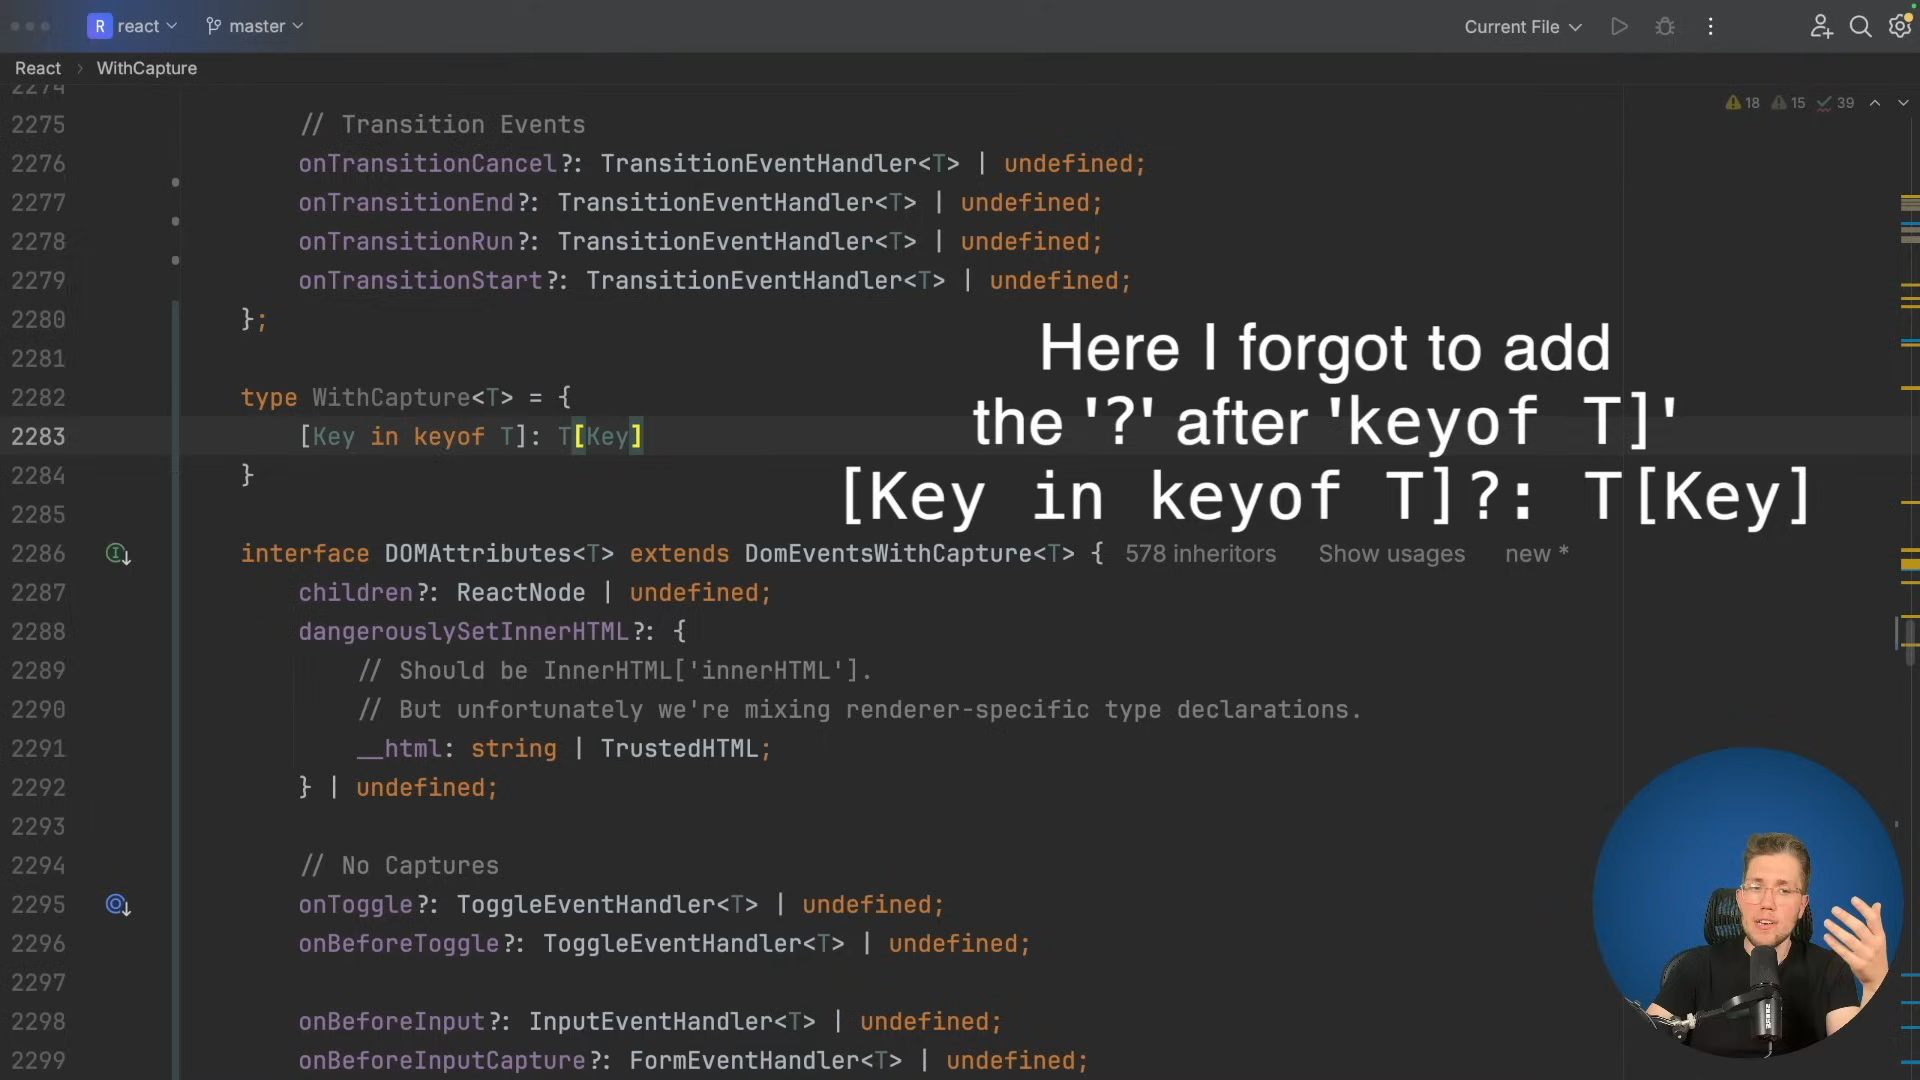 R react master Current File
React WithCapture
2274
18 15 39
2275 // Transition Events
2276 onTransitionCancel?: TransitionEventHandler<T> | undefined;
2277 onTransitionEnd?: TransitionEventHandler<T> | undefined;
2278 onTransitionRun?: TransitionEventHandler<T> | undefined;
2279 onTransitionStart?: TransitionEventHandler<T> | undefined;
2280 };
2281
2282 type WithCapture<T> = {
2283 [Key in keyof T]: T[Key]
2284 }
2285
Here I forgot to add
the '?' after 'keyof T]'
[Key in keyof T]?: T[Key]
2286 interface DOMAttributes<T> extends DomEventsWithCapture<T> { 578 inheritors Show usages new *
2287 children?: ReactNode | undefined;
2288 dangerouslySetInnerHTML?: {
2289 // Should be InnerHTML['innerHTML'].
2290 // But unfortunately we're mixing renderer-specific type declarations.
2291 __html: string | TrustedHTML;
2292 } | undefined;
2293
2294 // No Captures
2295 onToggle?: ToggleEventHandler<T> | undefined;
2296 onBeforeToggle?: ToggleEventHandler<T> | undefined;
2297
2298 onBeforeInput?: InputEventHandler<T> | undefined;
2299 onBeforeInputCapture?: FormEventHandler<T> | undefined;